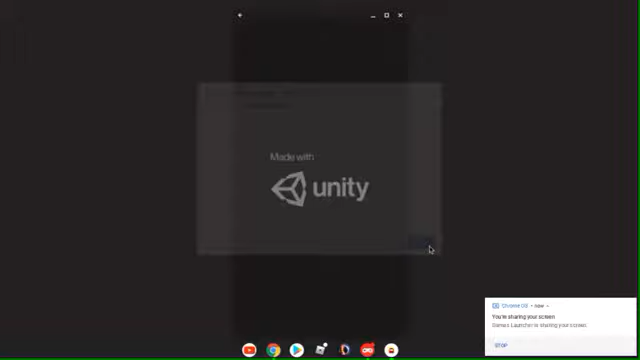 Made with
unity
Chrome OS • now
You're sharing your screen
Games Launcher is sharing your screen.
STOP